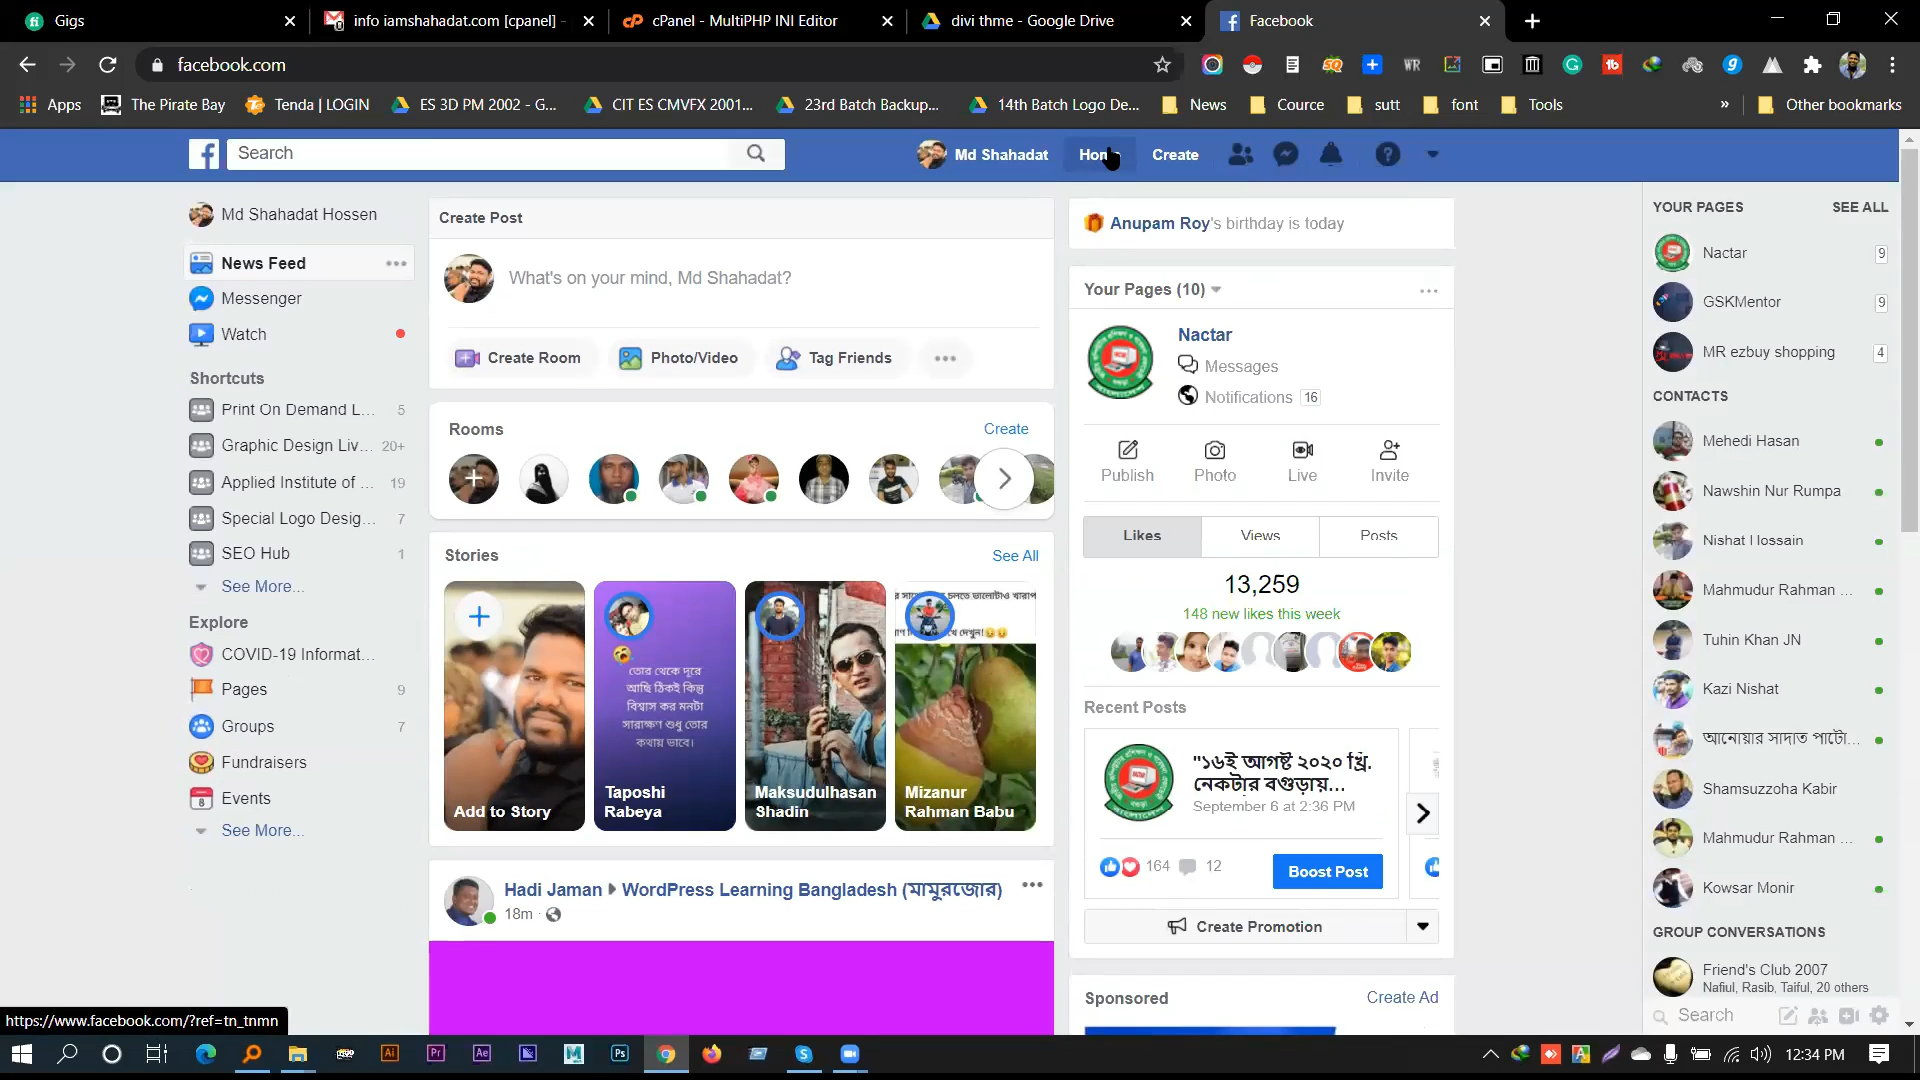 Gigs
info iamshahadat.com [cpanel] -
cPanel - MultiPHP INI Editor
divi thme - Google Drive
Facebook
facebook.com
Apps
The Pirate Bay
Tenda | LOGIN
ES 3D PM 2002 - G...
CIT ES CMVFX 2001...
23rd Batch Backup...
14th Batch Logo De...
News
Cource
sutt
font
Tools
»
Other bookmarks
Search
Md Shahadat
Create
Md Shahadat Hossen
News Feed
Messenger
Watch
Shortcuts
Print On Demand L... 5
Graphic Design Liv... 20+
Applied Institute of ... 19
Special Logo Desig... 7
SEO Hub 1
See More...
Explore
COVID-19 Informat...
Pages 9
Groups 7
Fundraisers
Events
See More...
https://www.facebook.com/?ref=tn_tnmn
Create Post
What's on your mind, Md Shahadat?
Create Room
Photo/Video
Tag Friends
Rooms
Create
Stories
See All
Add to Story
তোর থেকে দূরে
আছি ঠিকই কিন্তু
বিশ্বাস কর মনটা
সারাক্ষণ শুধু তোর
কথায় ভাবে।
Taposhi
Rabeya
Maksudulhasan
Shadin
Mizanur
Rahman Babu
Hadi Jaman
WordPress Learning Bangladesh (মামুরজোর)
18m
Anupam Roy's birthday is today
Your Pages (10)
Nactar
Messages
Notifications 16
Publish
Photo
Live
Invite
Likes
Views
Posts
13,259
148 new likes this week
Recent Posts
"১৬ই আগষ্ট ২০২০ খ্রি.
নেকটার বগুড়ায়...
September 6 at 2:36 PM
164
12
Boost Post
Create Promotion
Sponsored
Create Ad
YOUR PAGES
SEE ALL
Nactar 9
GSKMentor 9
MR ezbuy shopping 4
CONTACTS
Mehedi Hasan
Nawshin Nur Rumpa
Nishat Hossain
Mahmudur Rahman ...
Tuhin Khan JN
Kazi Nishat
আনোয়ার সাদাত পাটো...
Shamsuzzoha Kabir
Mahmudur Rahman ...
Kowsar Monir
GROUP CONVERSATIONS
Friend's Club 2007
Nafiul, Rasib, Taiful, 20 others
Search
12:34 PM